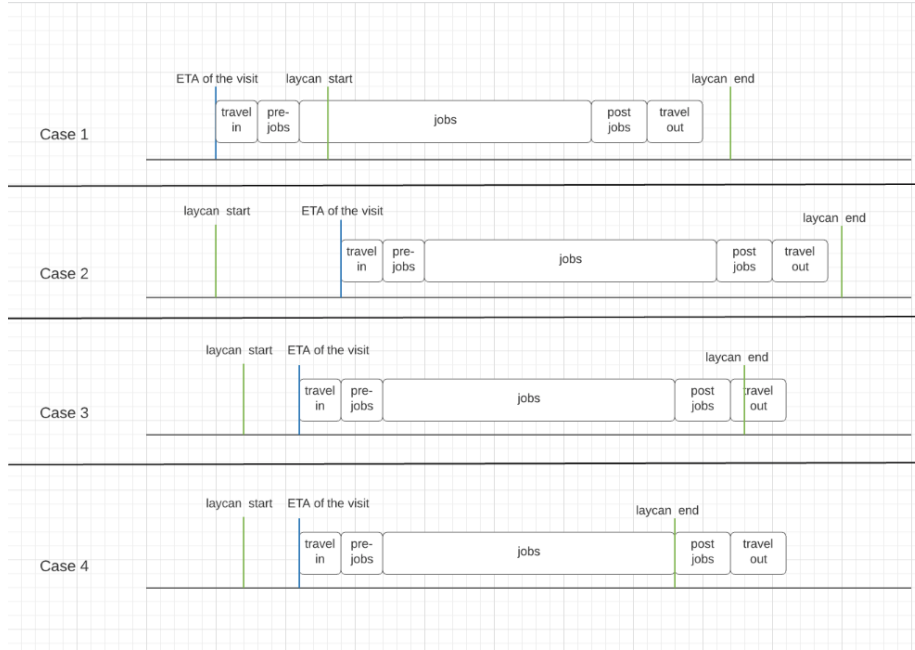 ETA of the visit
laycan start
laycan end
Case 1
travel
in
pre-
jobs
jobs
post
jobs
travel
out
laycan start
ETA of the visit
laycan end
Case 2
travel
in
pre-
jobs
jobs
post
jobs
travel
out
laycan start
ETA of the visit
laycan end
Case 3
travel
in
pre-
jobs
jobs
post
jobs
travel
out
laycan start
ETA of the visit
laycan end
Case 4
travel
in
pre-
jobs
jobs
post
jobs
travel
out